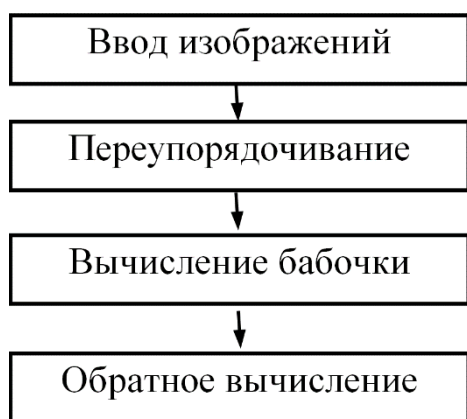 Ввод изображений
Переупорядочивание
Вычисление бабочки
Обратное вычисление